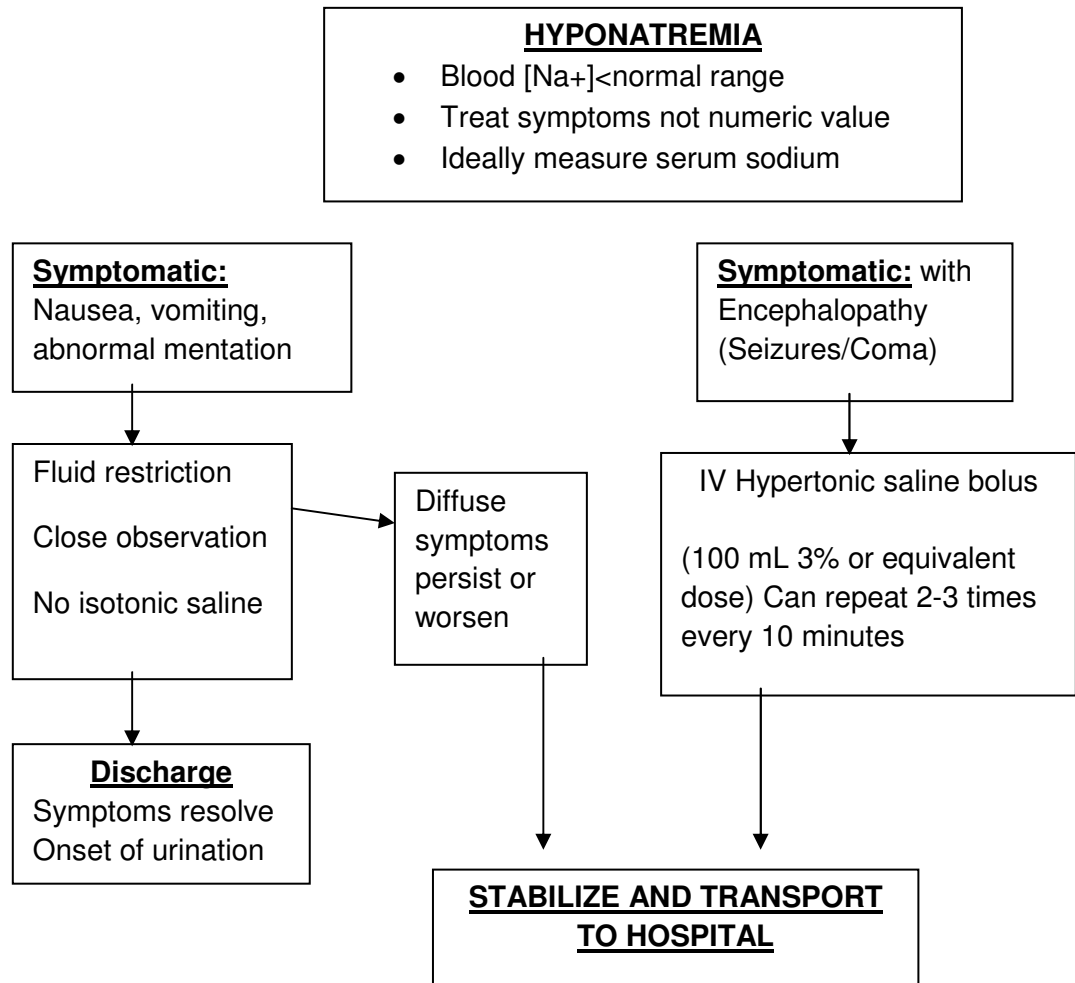 HYPONATREMIA
• Blood [Na+]<normal range
• Treat symptoms not numeric value
• Ideally measure serum sodium
Symptomatic:
Nausea, vomiting,
abnormal mentation
Symptomatic: with
Encephalopathy
(Seizures/Coma)
Fluid restriction
Close observation
No isotonic saline
Diffuse
symptoms
persist or
worsen
IV Hypertonic saline bolus
(100 mL 3% or equivalent
dose) Can repeat 2-3 times
every 10 minutes
Discharge
Symptoms resolve
Onset of urination
STABILIZE AND TRANSPORT
TO HOSPITAL